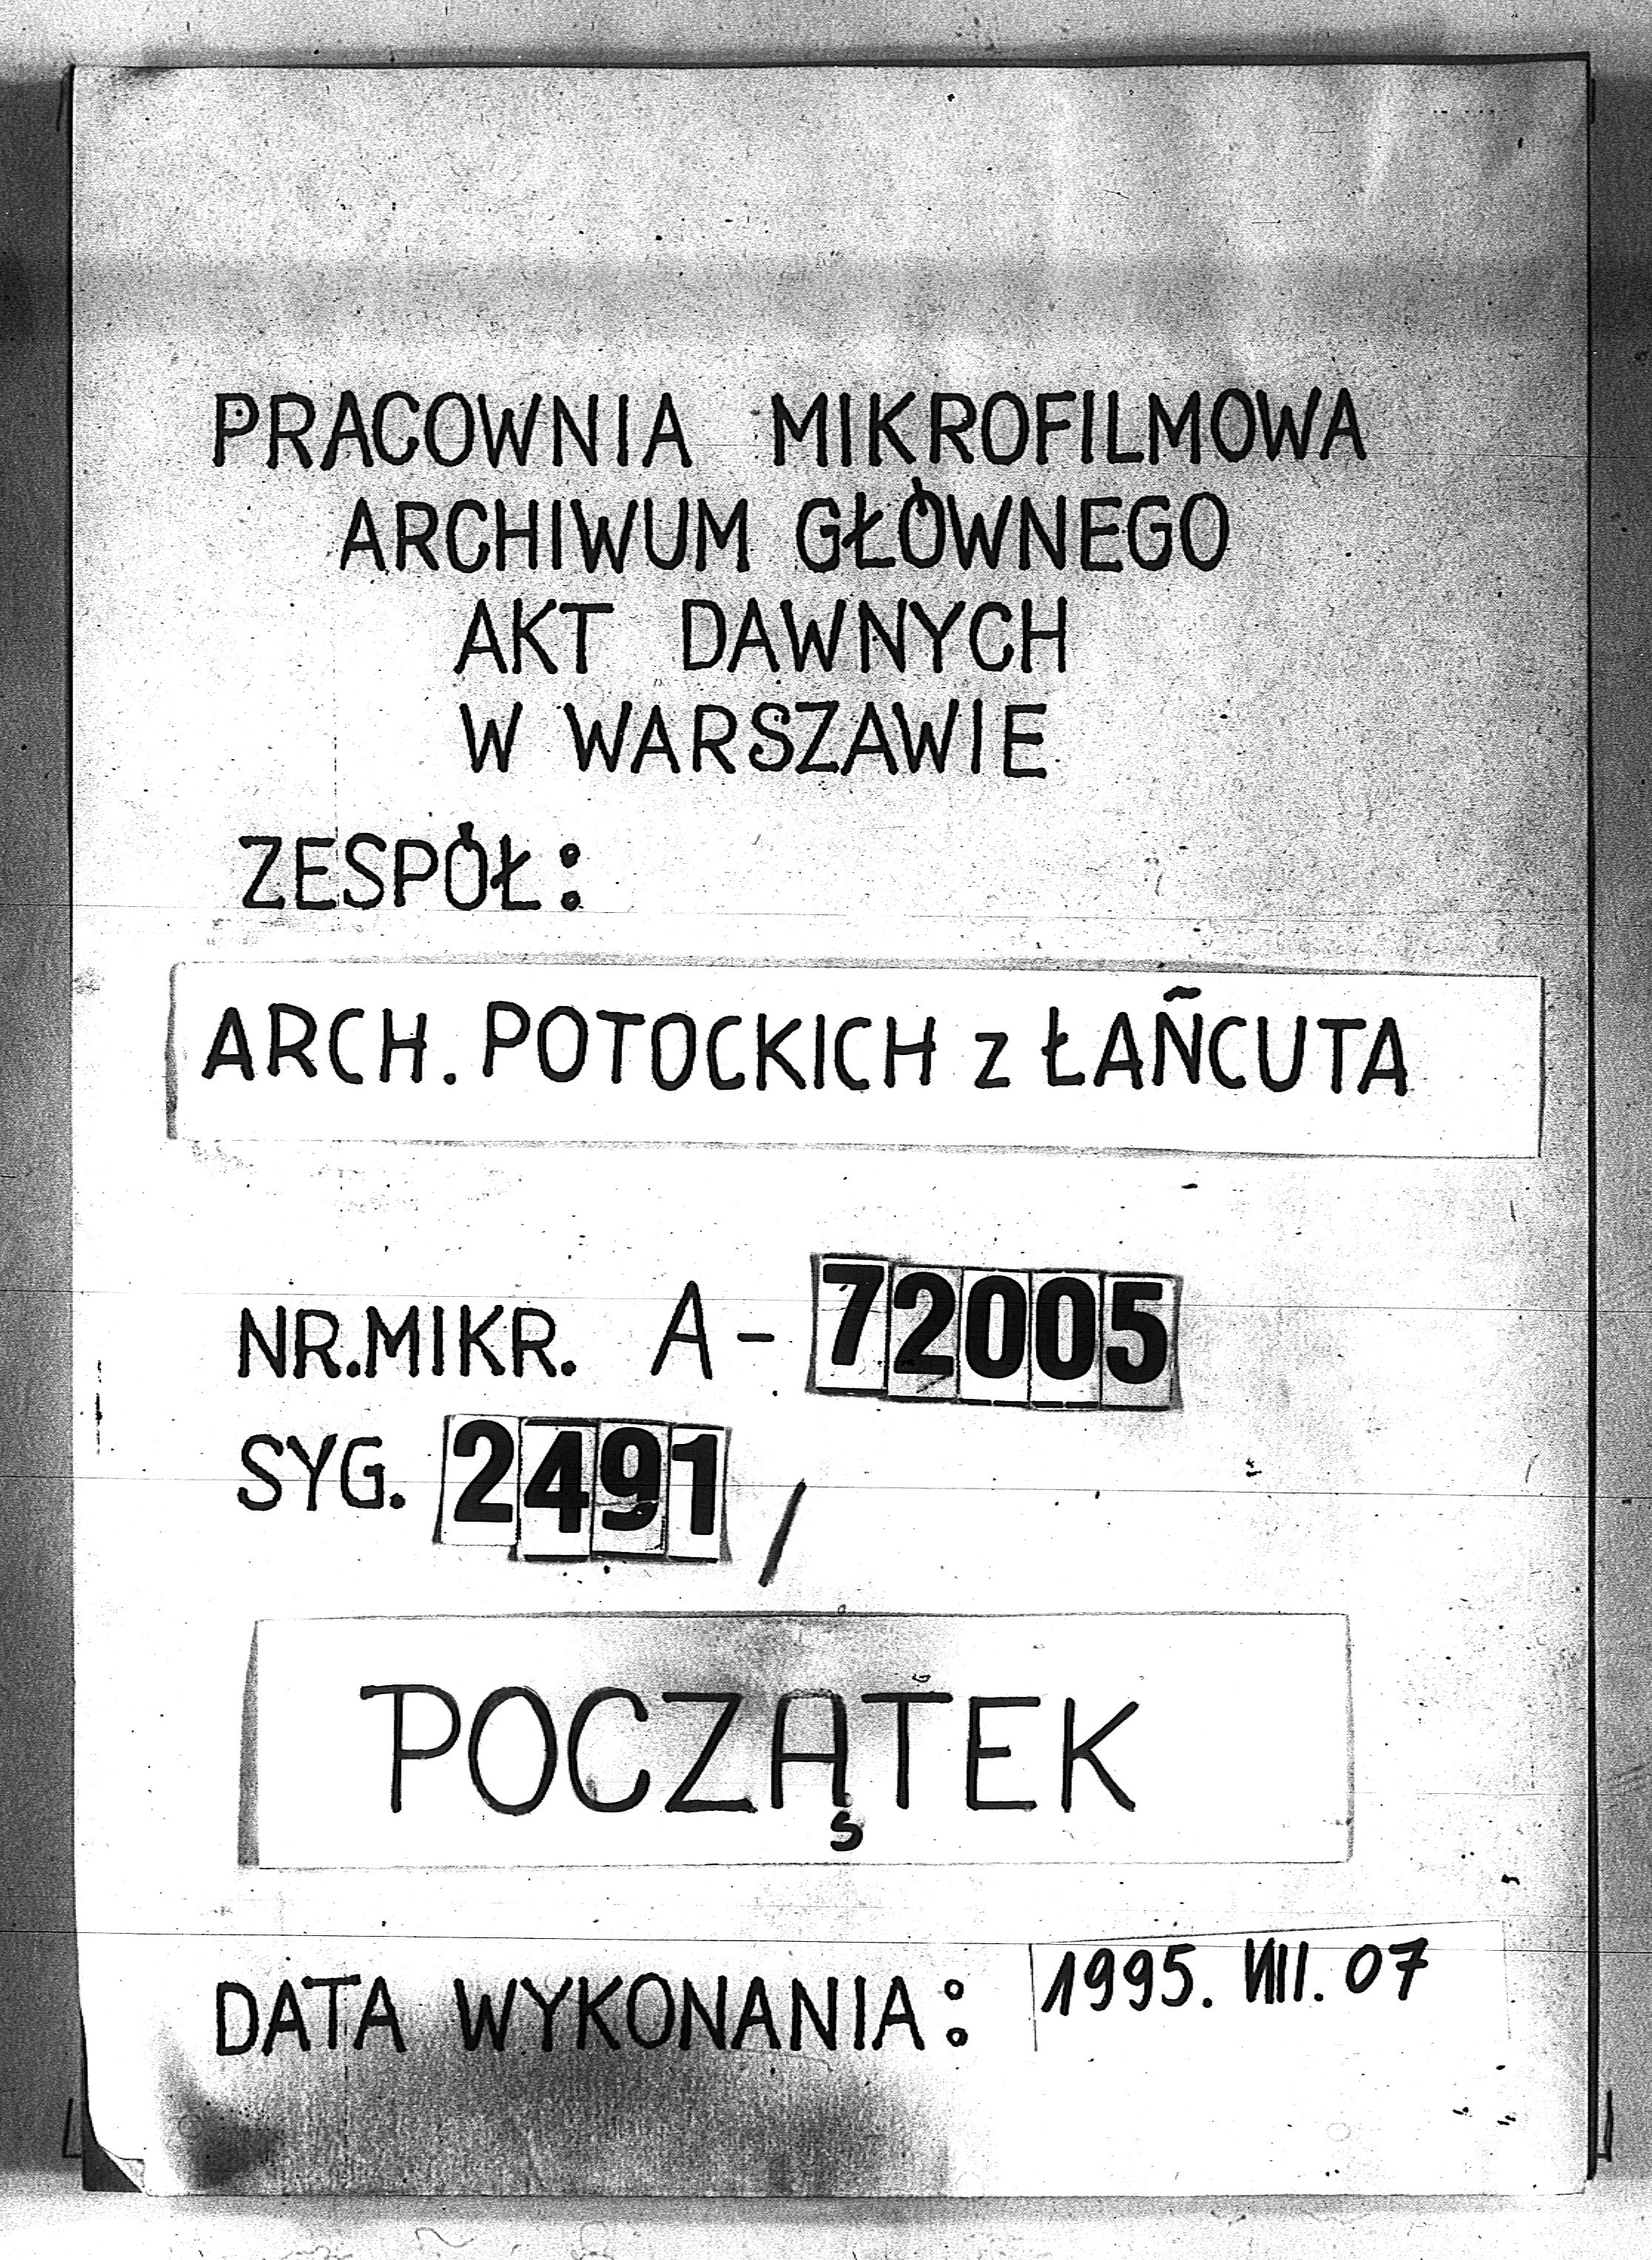 PRACOWNIA MIKROFILMOWA
ARCHIWUM GŁÓWNEGO
AKT DAWNYCH
W WARSZAWIE
ZESPÓŁ:
ARCH. POTOCKICH z ŁAŃCUTA
NR.MIKR. A-72005
SYG. 2491/
POCZĄTEK
DATA WYKONANIA: 1995. VIII. 07